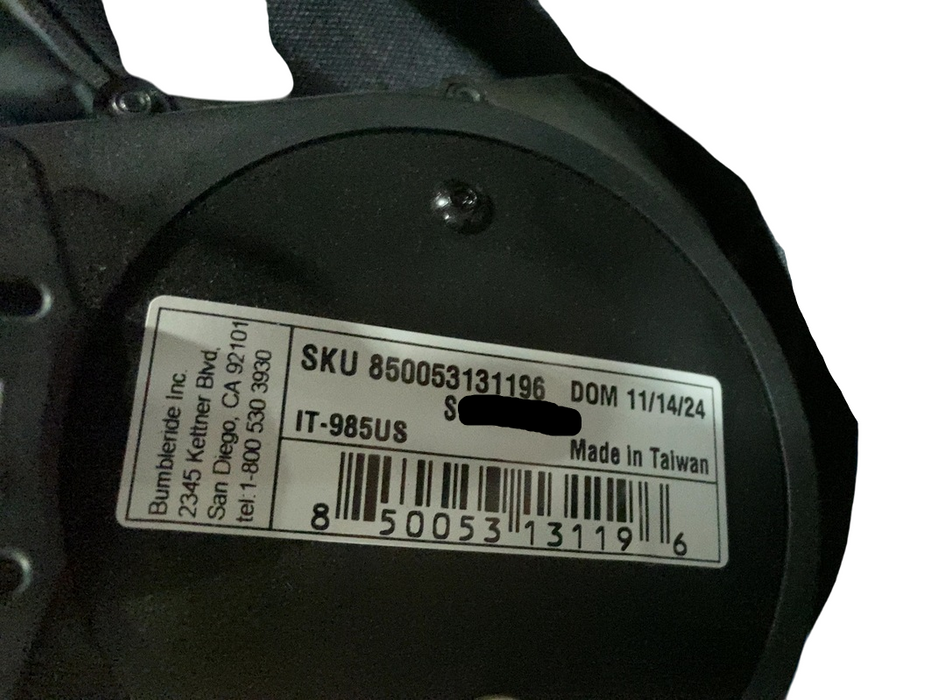 Bumbleride Inc.
2345 Kettner Blvd,
San Diego, CA 92101
tel:1-800 530 3930
SKU 850053131196 DOM 11/14/24
S
IT-985US
Made in Taiwan
8 50053 13119 6